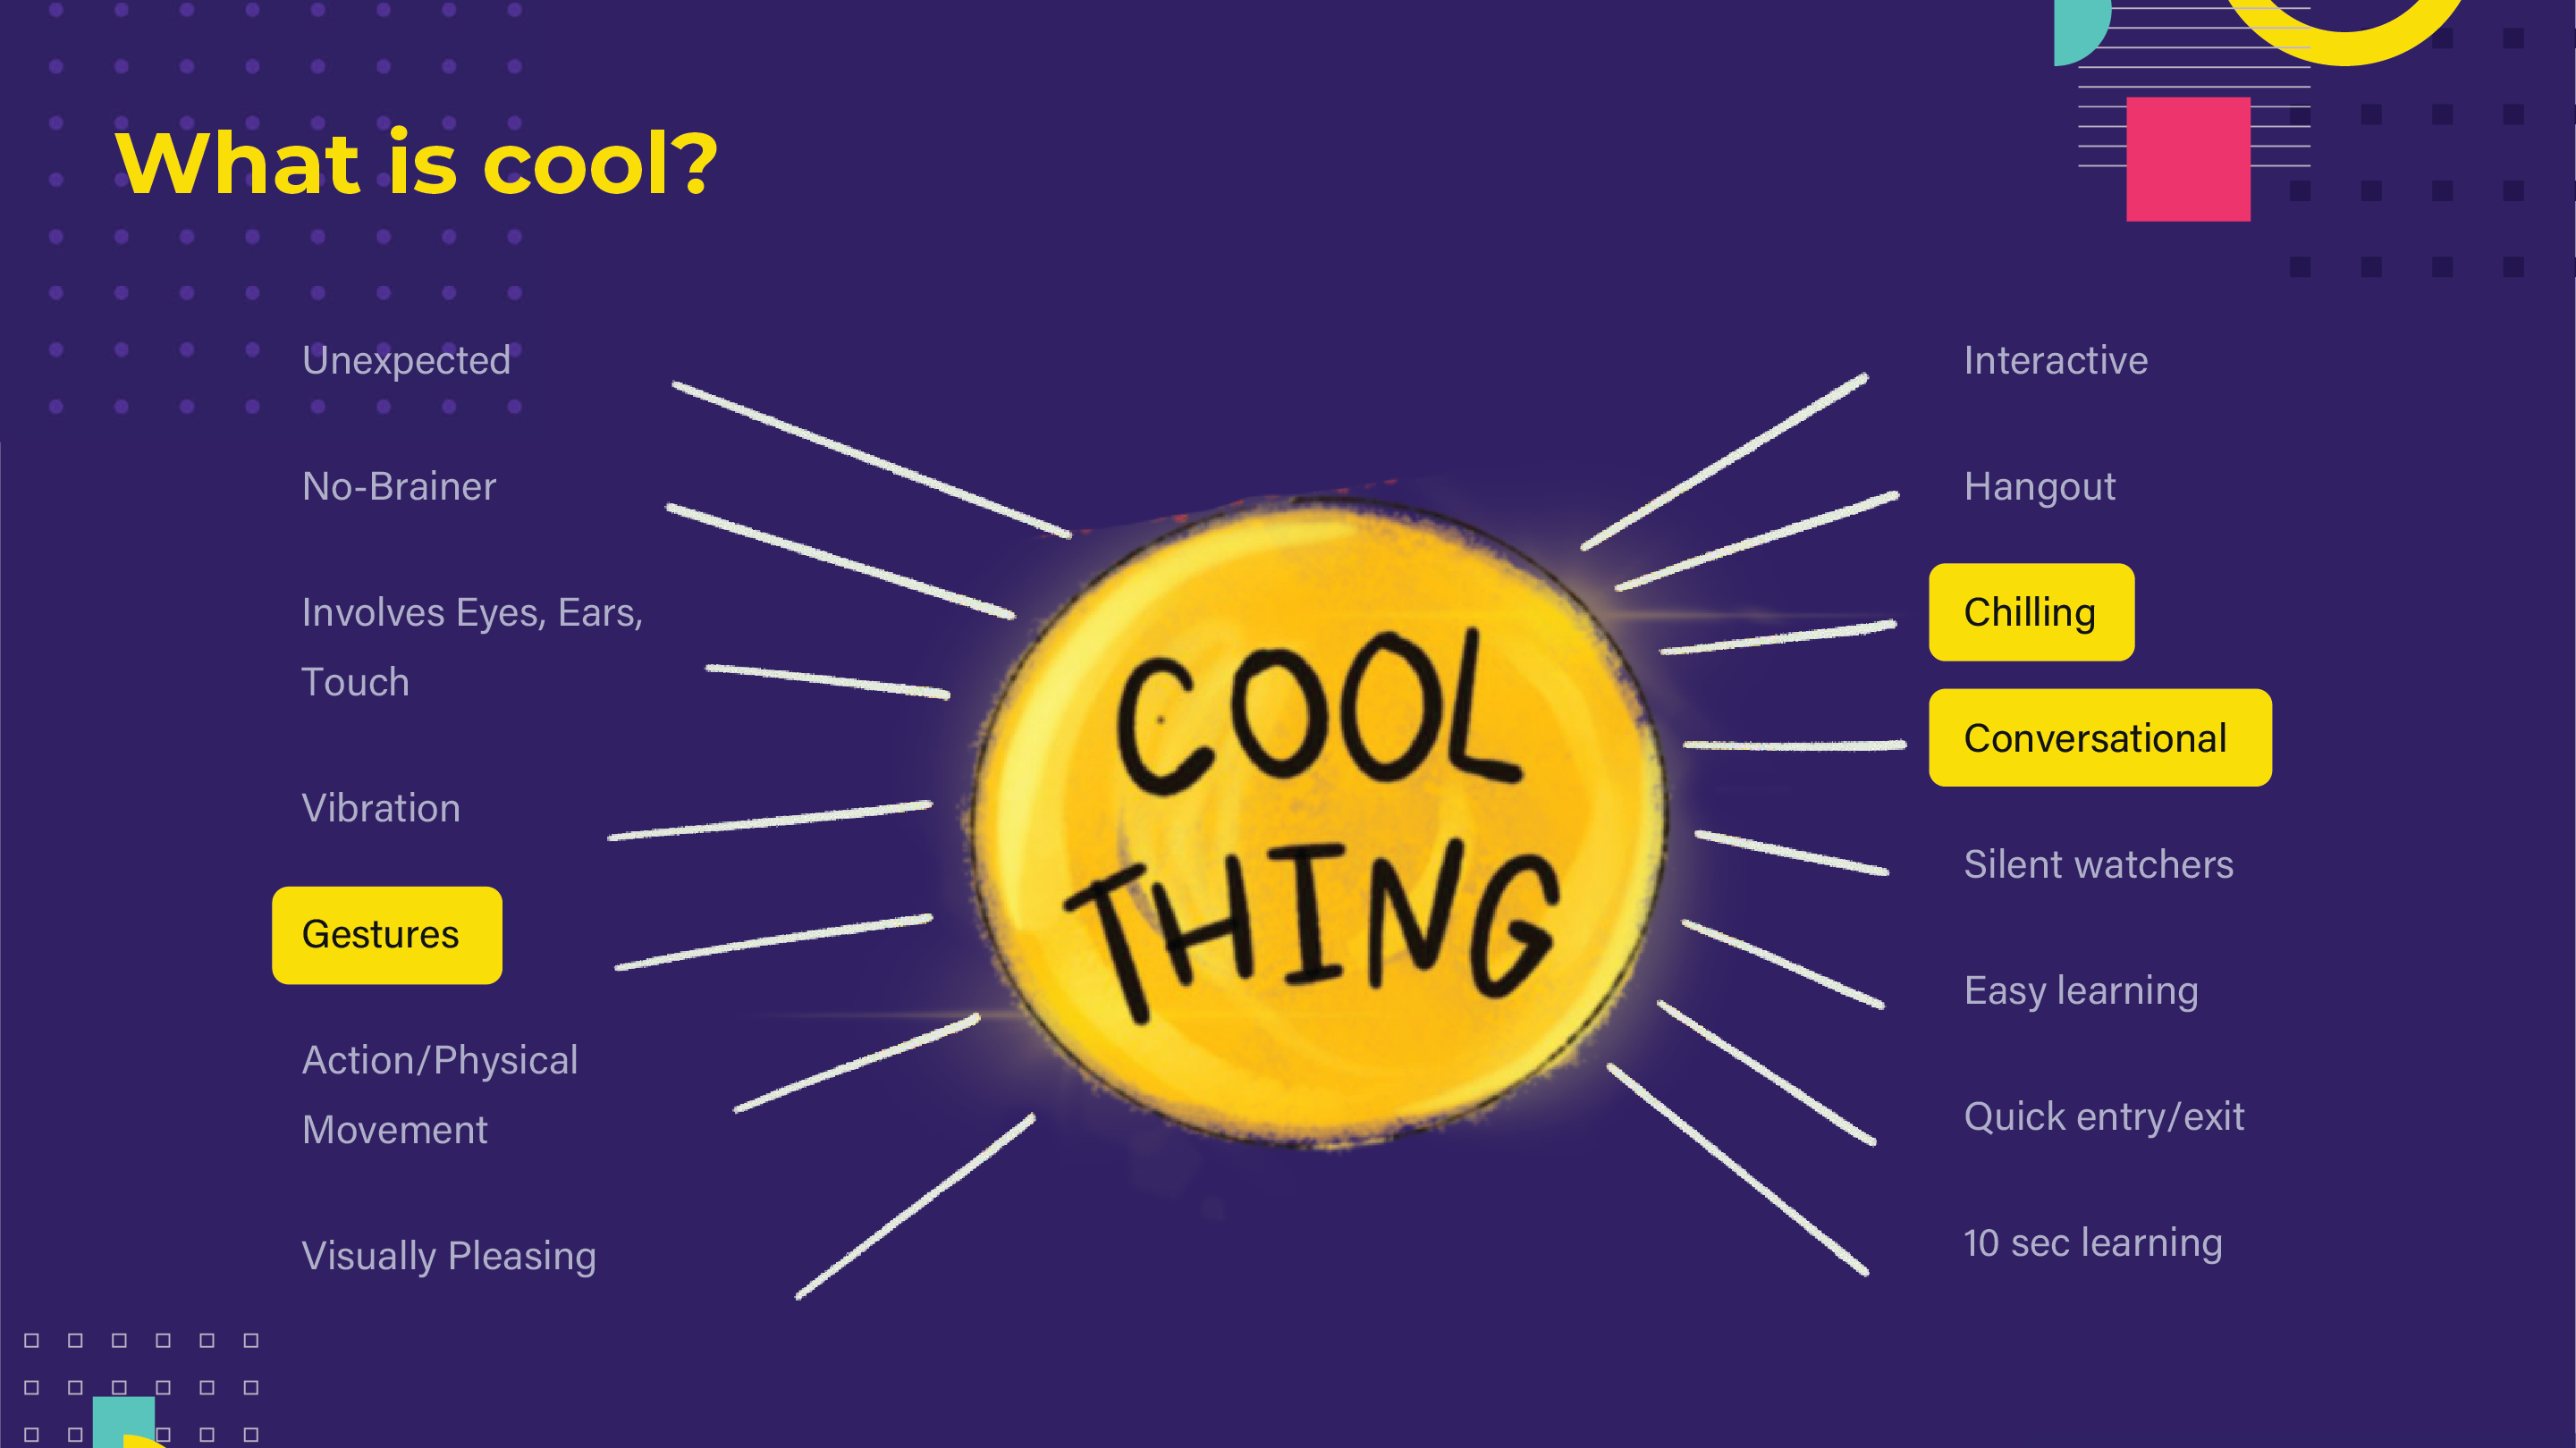 What is cool?
Unexpected
No-Brainer
Involves Eyes, Ears,
Touch
Vibration
Gestures
Action/Physical
Movement
Visually Pleasing
COOL
THING
Interactive
Hangout
Chilling
Conversational
Silent watchers
Easy learning
Quick entry/exit
10 sec learning